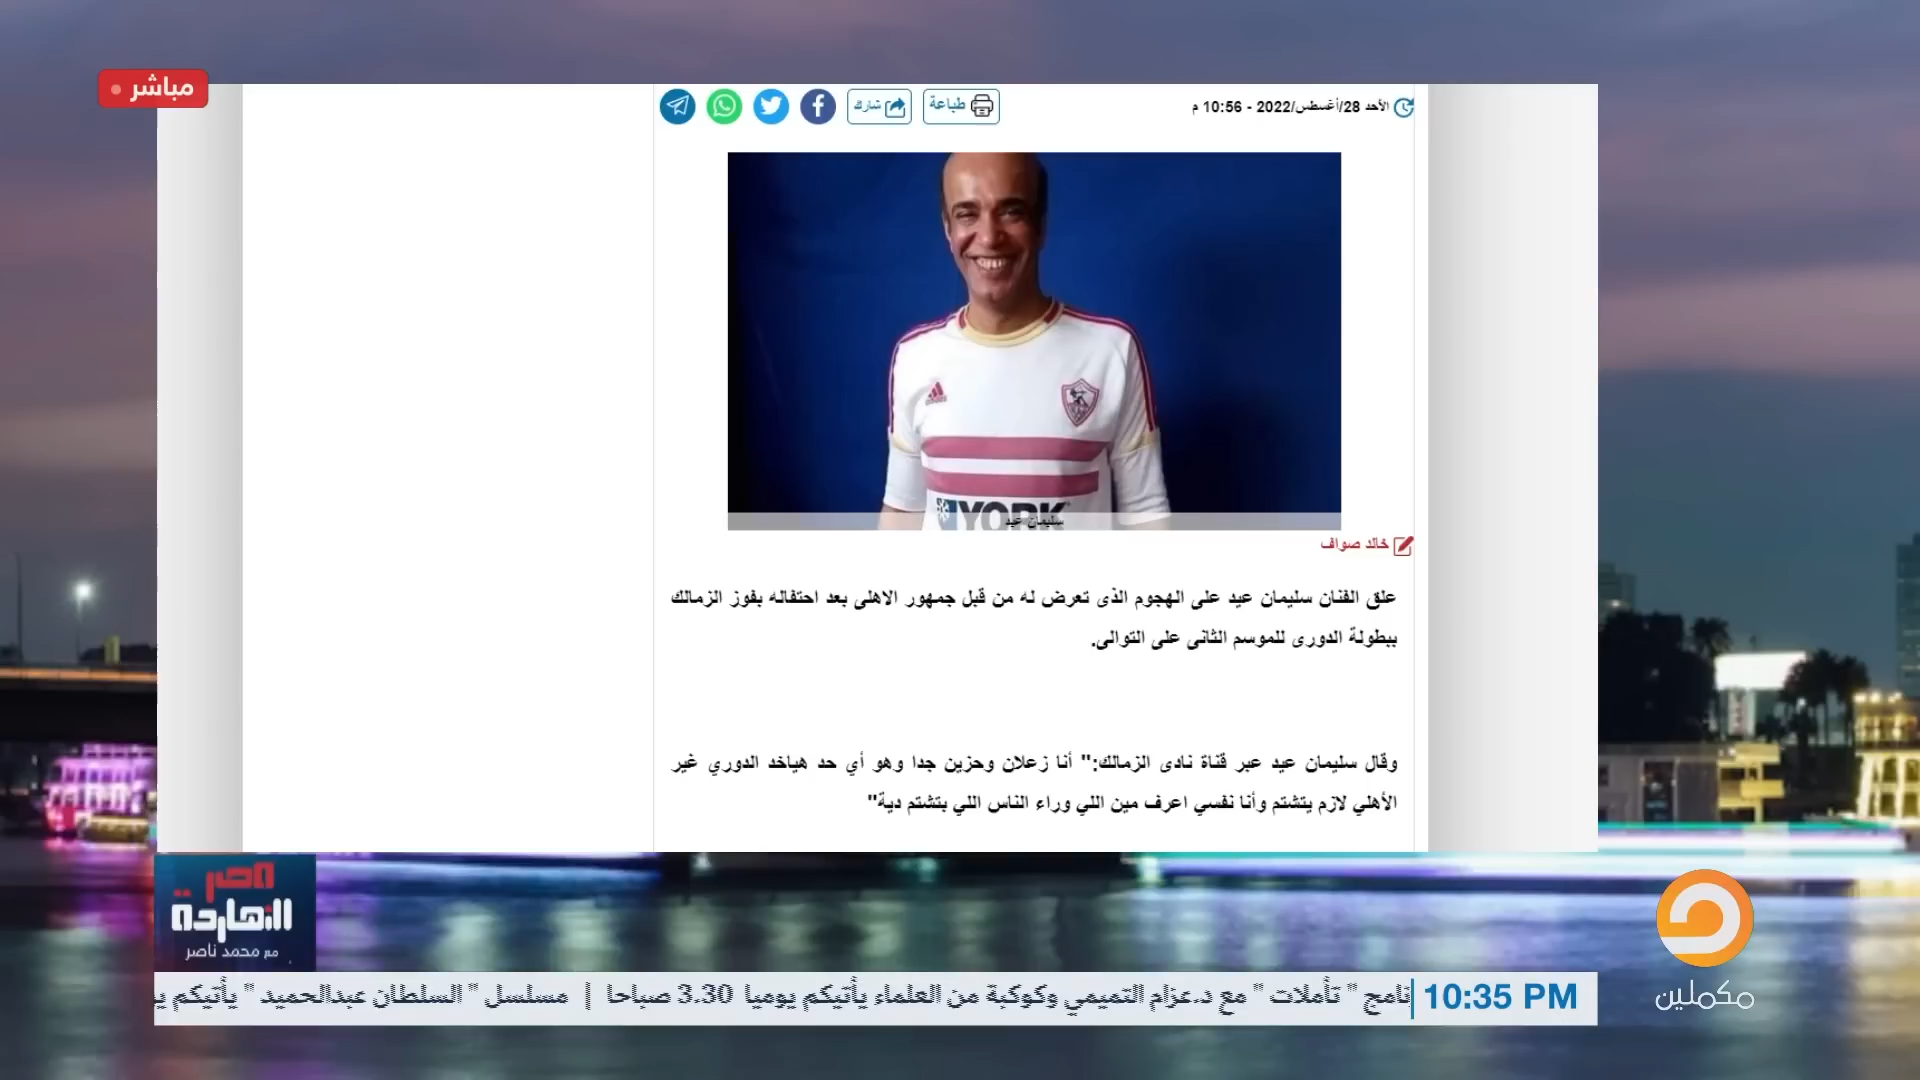 مباشر
الأحد 28/أغسطس/2022 - 10:56 م
طباعة
شارك
YORK
سليمان عيد
خالد صواف
علق الفنان سليمان عيد على الهجوم الذى تعرض له من قبل جمهور الاهلى بعد احتفاله بفوز الزمالك
ببطولة الدورى للموسم الثانى على التوالى.
وقال سليمان عيد عبر قناة نادى الزمالك:" أنا زعلان وحزين جدا وهو أي حد هياخد الدوري غير
الأهلي لازم يتشتم وأنا نفسي اعرف مين اللي وراء الناس اللي بتشتم دية"
مصر
النهاردة
مع محمد ناصر
مكملين
10:35 PM
نامج " تأملات " مع د.عزام التميمي وكوكبة من العلماء يأتيكم يوميا 3.30 صباحا | مسلسل " السلطان عبدالحميد " يأتيكم ي